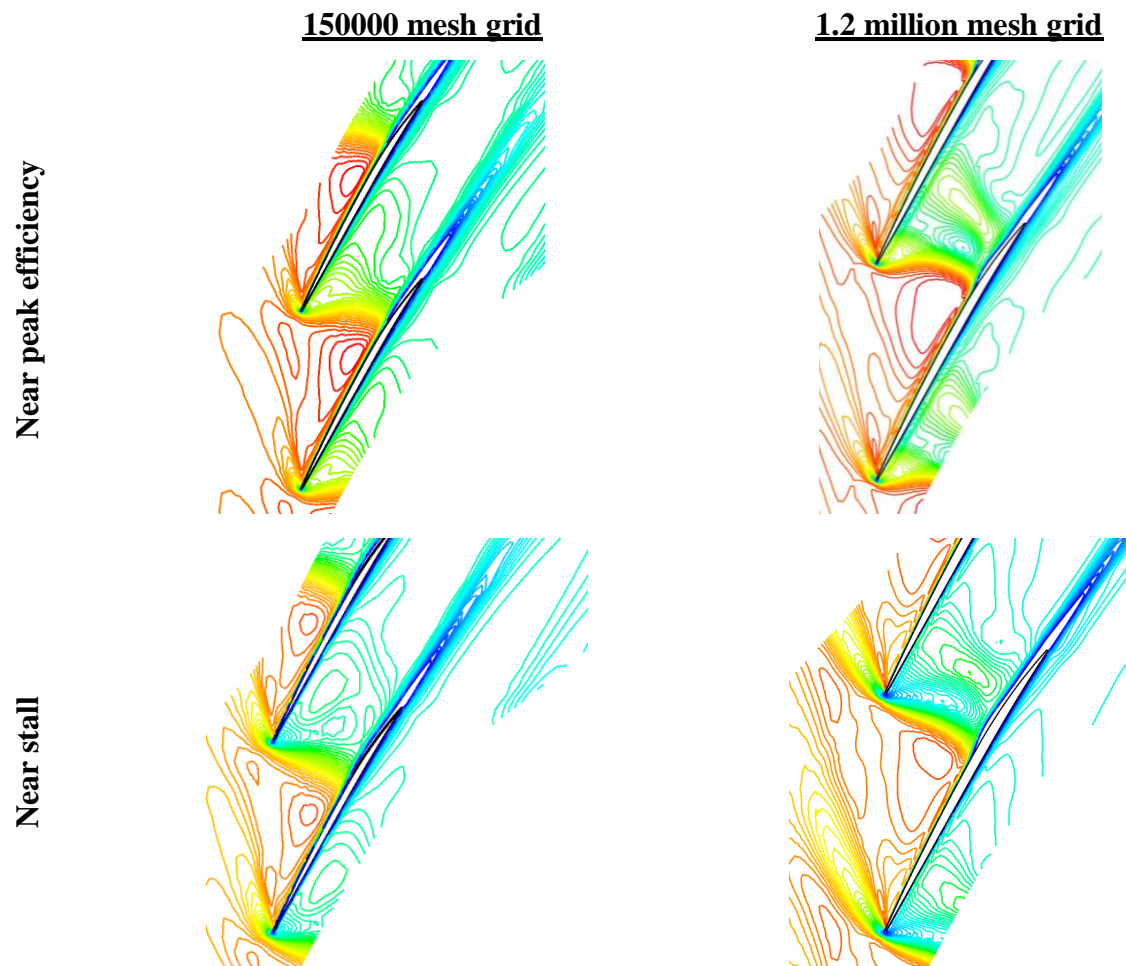 150000 mesh grid
1.2 million mesh grid
Near peak efficiency
Near stall